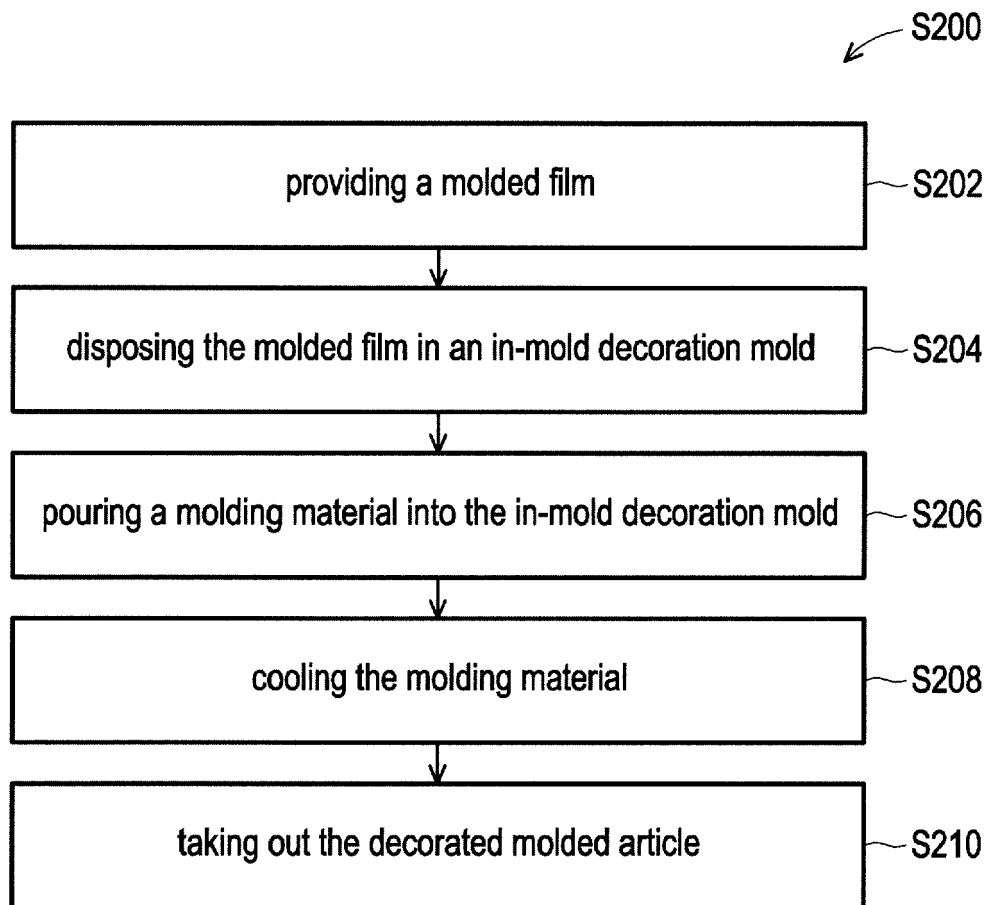 S200
providing a molded film
S202
disposing the molded film in an in-mold decoration mold
S204
pouring a molding material into the in-mold decoration mold
S206
cooling the molding material
S208
taking out the decorated molded article
S210